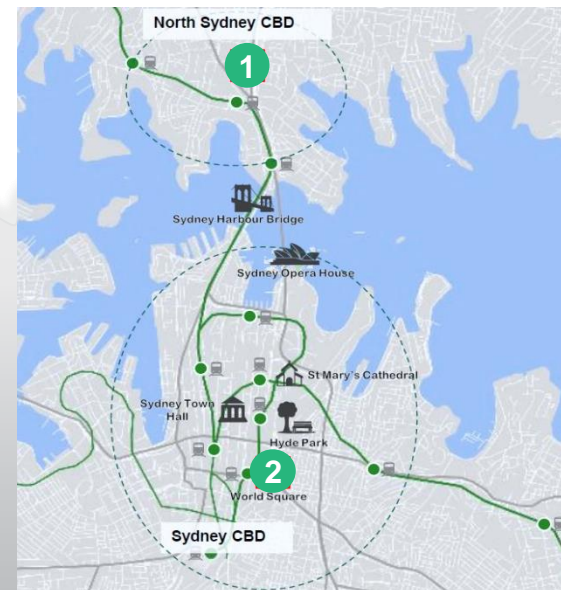 North Sydney CBD
1
Sydney Harbour Bridge
Sydney Opera House
St Mary's Cathedral
Sydney Town
Hall
Hyde Park
2
World Square
Sydney CBD